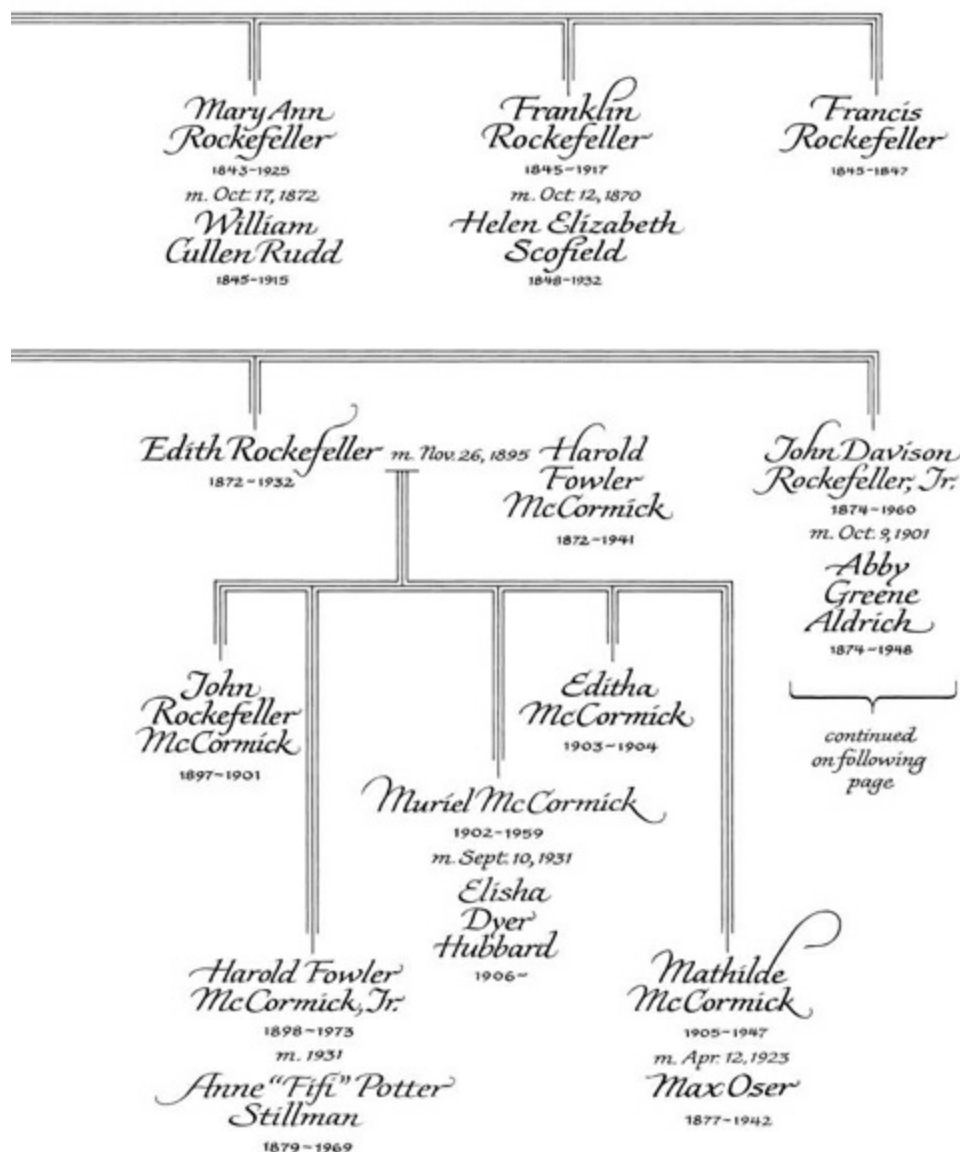 Mary Ann
Rockefeller
1843-1925
m. Oct. 17, 1872
William
Cullen Rudd
1845-1915
Franklin
Rockefeller
1845-1917
m. Oct. 12, 1870
Helen Elizabeth
Scofield
1848-1932
Francis
Rockefeller
1845-1847
Edith Rockefeller
1872-1932
m. Nov. 26, 1895
Harold
Fowler
McCormick
1872-1941
John Davison
Rockefeller, Jr.
1874-1960
m. Oct. 9, 1901
Abby
Greene
Aldrich
1874-1948
continued
on following
page
John
Rockefeller
McCormick
1897-1901
Editha
McCormick
1903-1904
Muriel McCormick
1902-1959
m. Sept. 10, 1931
Elisha
Dyer
Hubbard
1906-
Harold Fowler
McCormick, Jr.
1898-1973
m. 1931
Anne "Fifi" Potter
Stillman
1879-1969
Mathilde
McCormick
1905-1947
m. Apr. 12, 1923
Max Oser
1877-1942